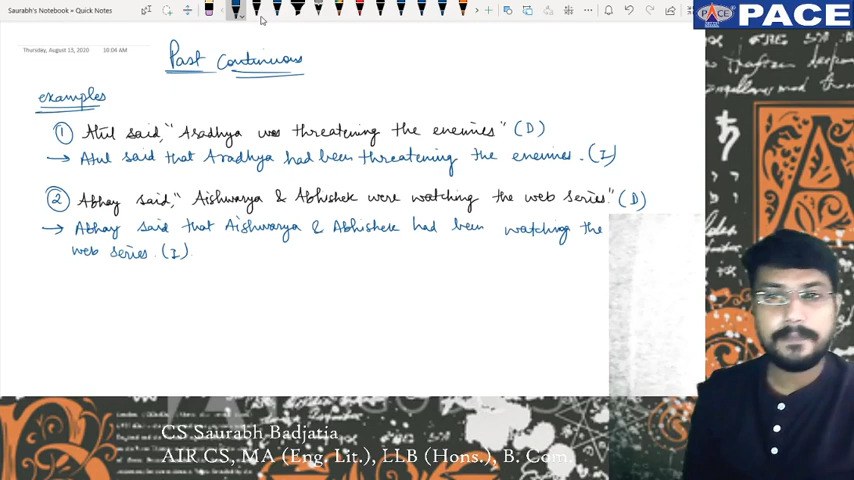 Saurabh's Notebook » Quick Notes
PACE
PACE
Thursday, August 13, 2020 10:04 AM
Past Continuous
examples
① Atul said, "Aradhya was threatening the enemies" (D)
→ Atul said that Aradhya had been threatening the enemies. (I)
② Abhay said, "Aishwarya & Abhishek were watching the web series." (D)
→ Abhay said that Aishwarya & Abhishek had been watching the
web series. (I).
A
CS Saurabh Badjatia
AIR CS, MA (Eng. Lit.), LLB (Hons.), B. Com.